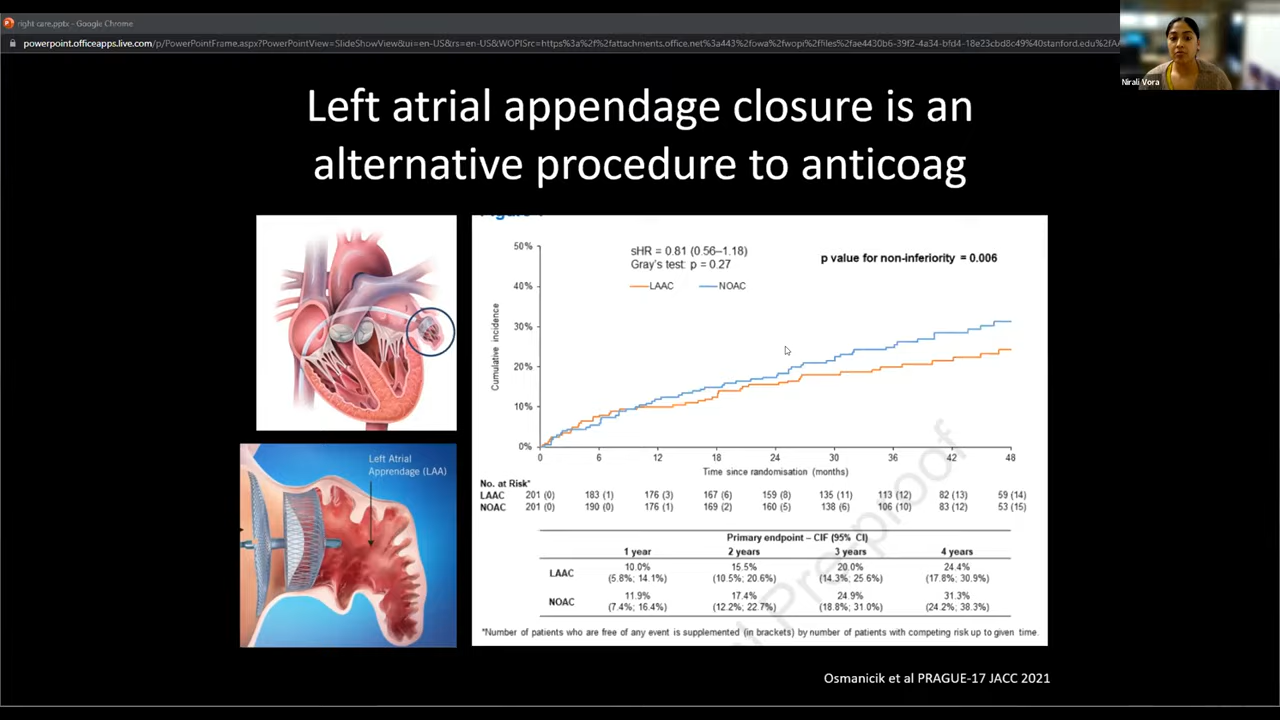 right care.pptx - Google Chrome
powerpoint.officeapps.live.com/p/PowerPointFrame.aspx?PowerPointView=SlideShowView&ui=en-US&rs=en-US&WOPISrc=https%3a%2f%2fattachments.office.net%3a443%2fowa%2fwopi%2ffiles%2fae4430b6-39f2-4a34-bfd4-18e23cbd8c49%40stanford.edu%2fAA
Nirali Vora
Left atrial appendage closure is an
alternative procedure to anticoag
sHR = 0.81 (0.56–1.18)
Gray's test: p = 0.27
p value for non-inferiority = 0.006
LAAC NOAC
Cumulative incidence
50%
40%
30%
20%
10%
0%
0 6 12 18 24 30 36 42 48
Time since randomisation (months)
No. at Risk*
LAAC 201 (0) 183 (1) 176 (3) 167 (6) 159 (8) 135 (11) 113 (12) 82 (13) 59 (14)
NOAC 201 (0) 190 (0) 176 (1) 169 (2) 160 (5) 138 (6) 106 (10) 83 (12) 53 (15)
Primary endpoint – CIF (95% CI)
1 year 2 years 3 years 4 years
LAAC 10.0% 15.5% 20.0% 24.4%
(5.8%; 14.1%) (10.5%; 20.6%) (14.3%; 25.6%) (17.8%; 30.9%)
NOAC 11.9% 17.4% 24.9% 31.3%
(7.4%; 16.4%) (12.2%; 22.7%) (18.8%; 31.0%) (24.2%; 38.3%)
*Number of patients who are free of any event is supplemented (in brackets) by number of patients with competing risk up to given time.
Pre-proof
Left Atrial
Apprendage (LAA)
Osmanicik et al PRAGUE-17 JACC 2021